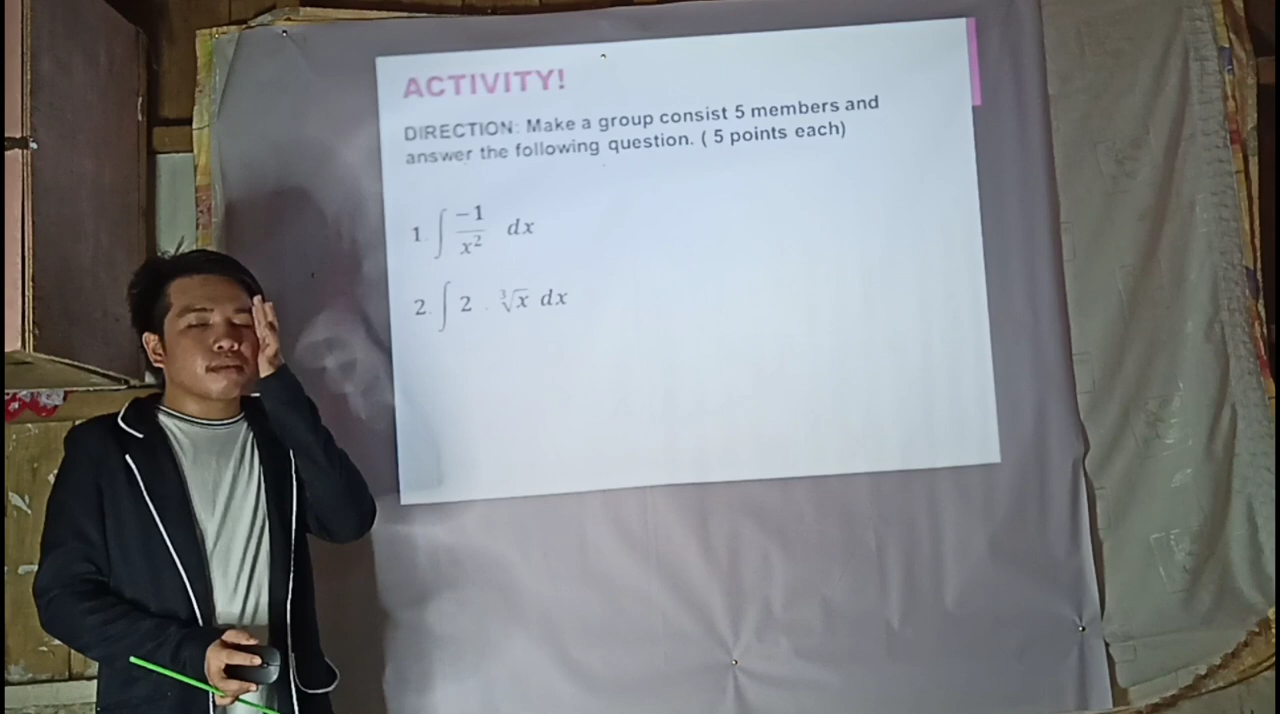 ACTIVITY!
DIRECTION: Make a group consist 5 members and
answer the following question. ( 5 points each)
1. ∫ −1/x² dx
2. ∫ 2 . ∛x dx